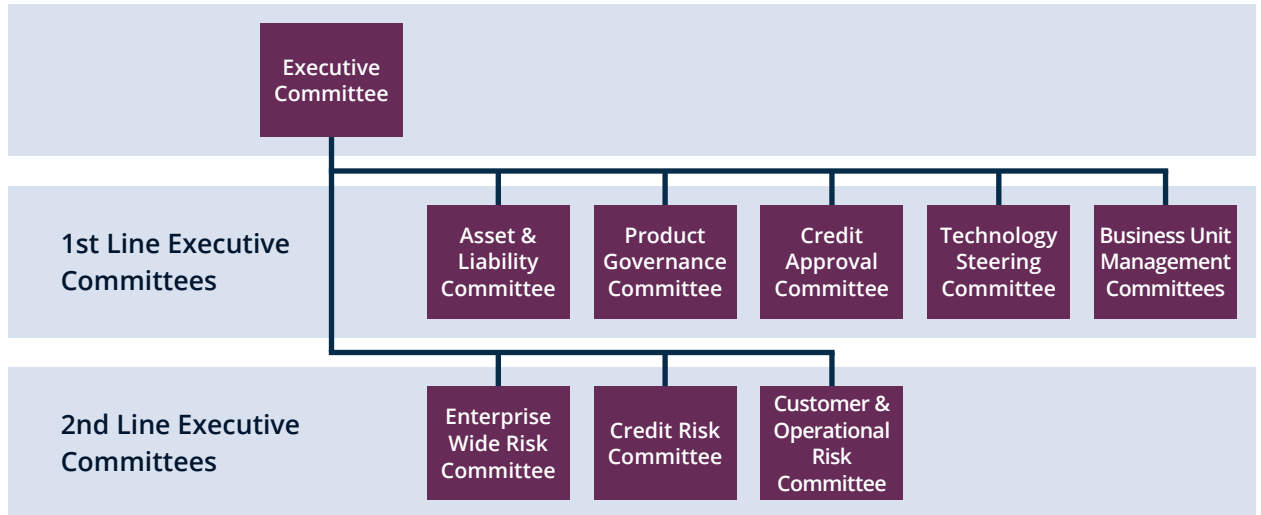 Executive
Committee
1st Line Executive
Committees
Asset &
Liability
Committee
Product
Governance
Committee
Credit
Approval
Committee
Technology
Steering
Committee
Business Unit
Management
Committees
2nd Line Executive
Committees
Enterprise
Wide Risk
Committee
Credit Risk
Committee
Customer &
Operational
Risk
Committee